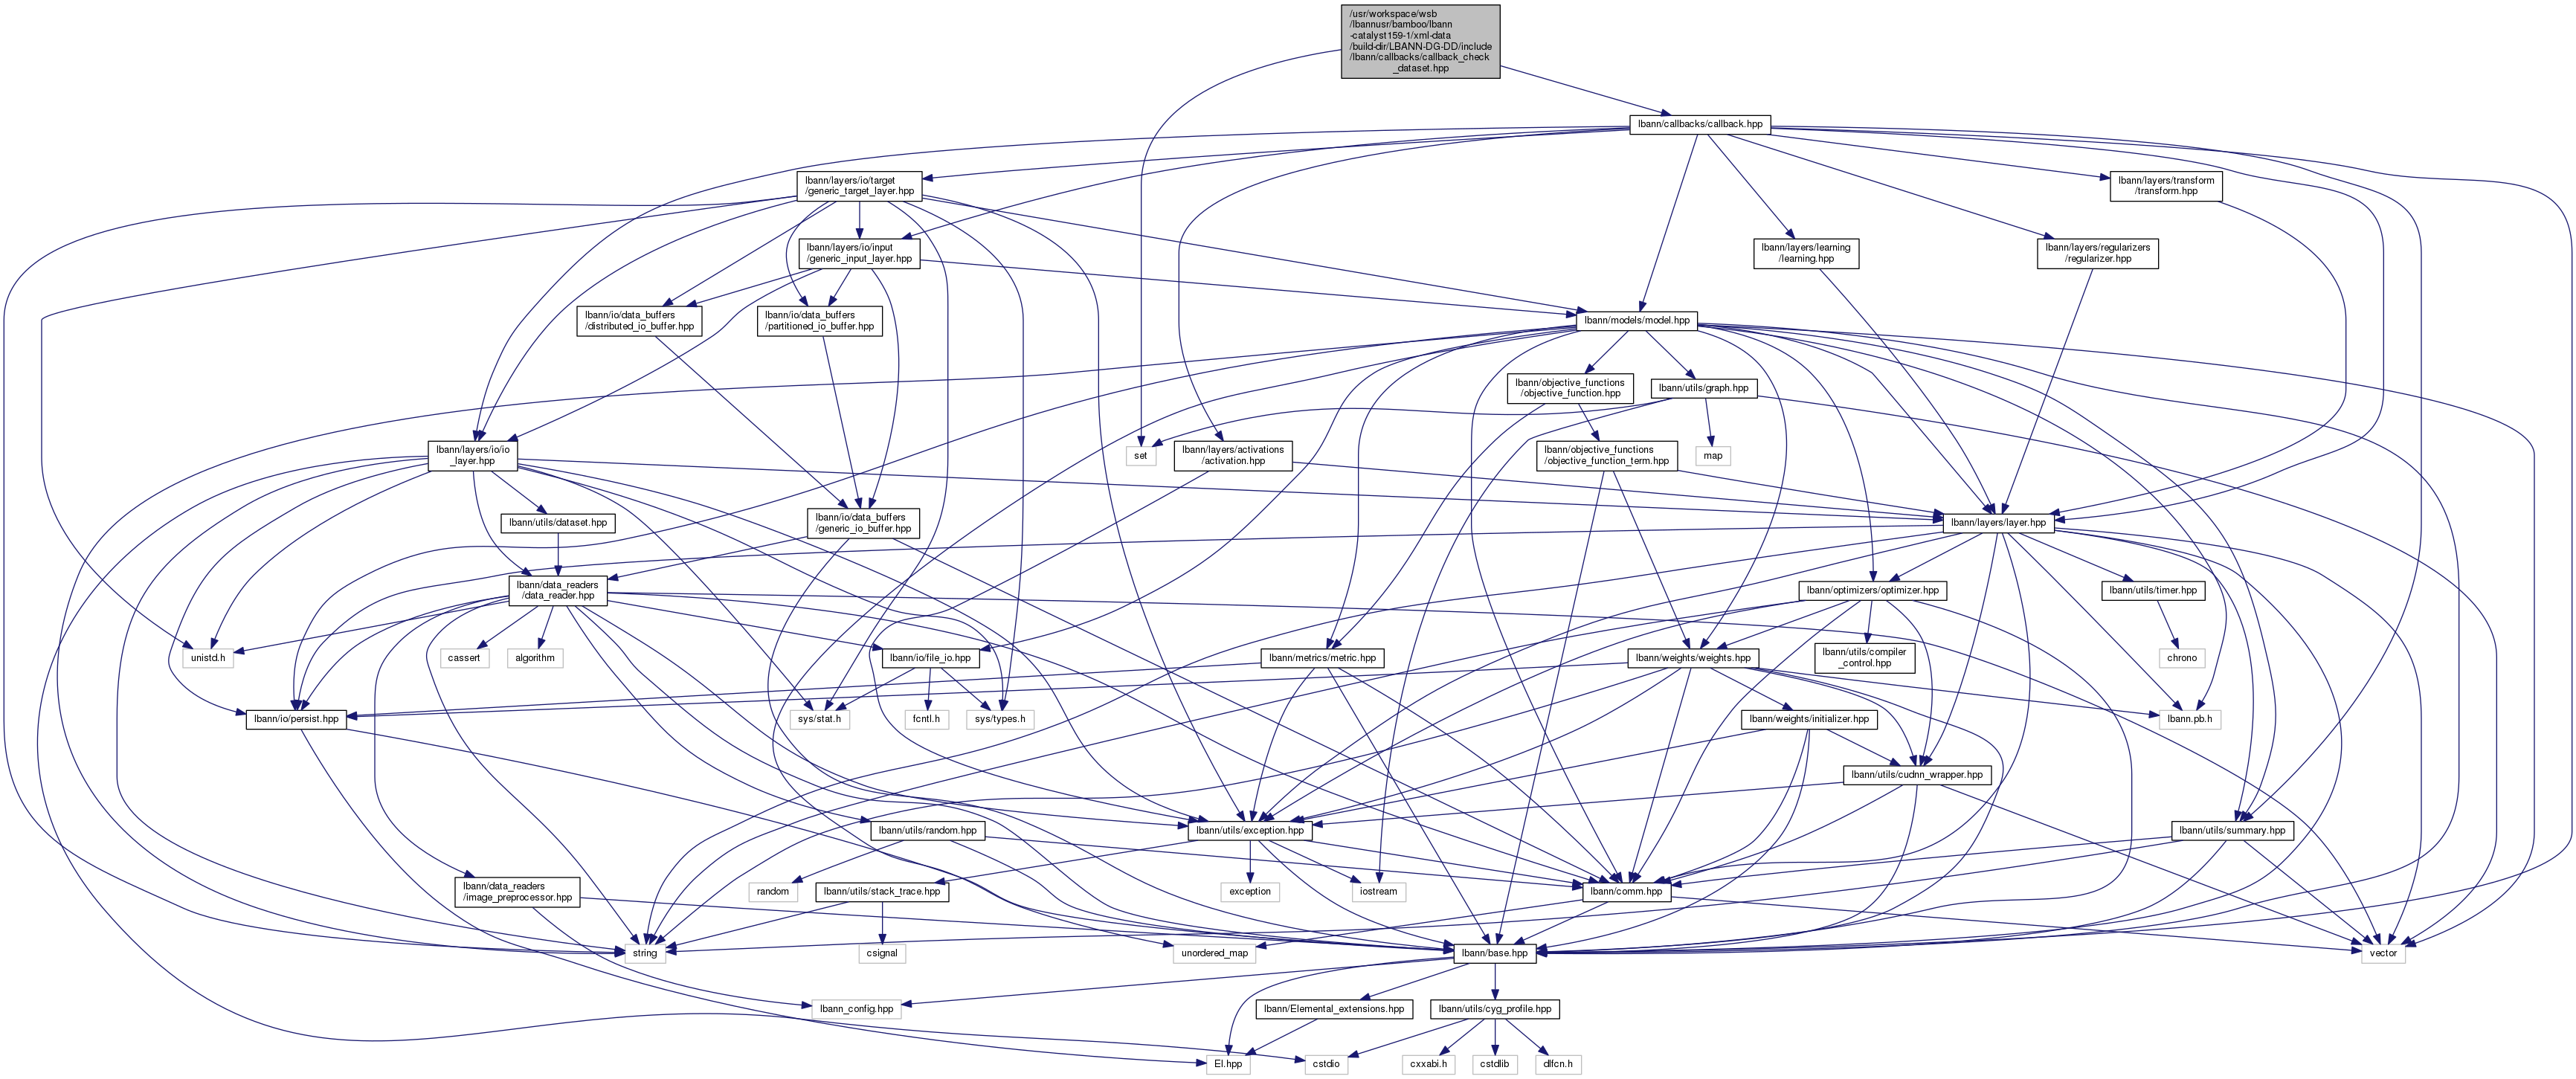 /usr/workspace/wsb
/lbannusr/bamboo/lbann
-catalyst159-1/xml-data
/build-dir/LBANN-DG-DD/include
/lbann/callbacks/callback_check
_dataset.hpp
lbann/callbacks/callback.hpp
lbann/layers/io/target
/generic_target_layer.hpp
lbann/layers/transform
/transform.hpp
lbann/layers/io/input
/generic_input_layer.hpp
lbann/layers/learning
/learning.hpp
lbann/layers/regularizers
/regularizer.hpp
lbann/io/data_buffers
/distributed_io_buffer.hpp
lbann/io/data_buffers
/partitioned_io_buffer.hpp
lbann/models/model.hpp
lbann/objective_functions
/objective_function.hpp
lbann/utils/graph.hpp
lbann/layers/io/io
_layer.hpp
set
lbann/layers/activations
/activation.hpp
lbann/objective_functions
/objective_function_term.hpp
map
lbann/utils/dataset.hpp
lbann/io/data_buffers
/generic_io_buffer.hpp
lbann/layers/layer.hpp
lbann/data_readers
/data_reader.hpp
lbann/optimizers/optimizer.hpp
lbann/utils/timer.hpp
unistd.h
cassert
algorithm
lbann/io/file_io.hpp
lbann/metrics/metric.hpp
lbann/weights/weights.hpp
lbann/utils/compiler
_control.hpp
chrono
lbann/io/persist.hpp
sys/stat.h
fcntl.h
sys/types.h
lbann/weights/initializer.hpp
lbann.pb.h
lbann/utils/cudnn_wrapper.hpp
lbann/utils/random.hpp
lbann/utils/exception.hpp
lbann/utils/summary.hpp
lbann/data_readers
/image_preprocessor.hpp
random
lbann/utils/stack_trace.hpp
exception
iostream
lbann/comm.hpp
string
csignal
unordered_map
lbann/base.hpp
vector
lbann_config.hpp
lbann/Elemental_extensions.hpp
lbann/utils/cyg_profile.hpp
El.hpp
cstdio
cxxabi.h
cstdlib
dlfcn.h